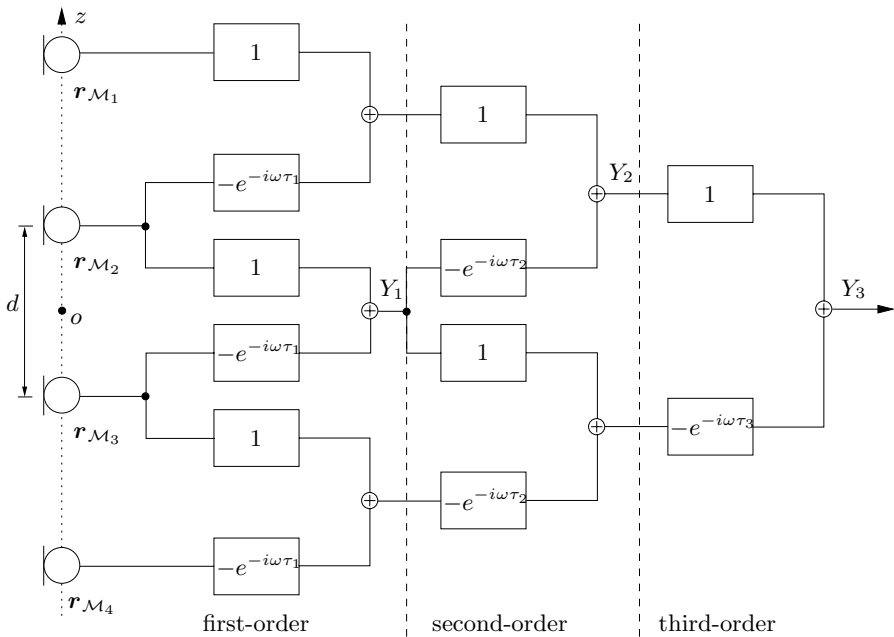 z
1
r_{M_1}
1
-e^{-iωτ_1}
Y_2
1
r_{M_2}
1
Y_1
-e^{-iωτ_2}
Y_3
d
o
-e^{-iωτ_1}
1
r_{M_3}
1
-e^{-iωτ_3}
-e^{-iωτ_2}
-e^{-iωτ_1}
r_{M_4}
first-order
second-order
third-order